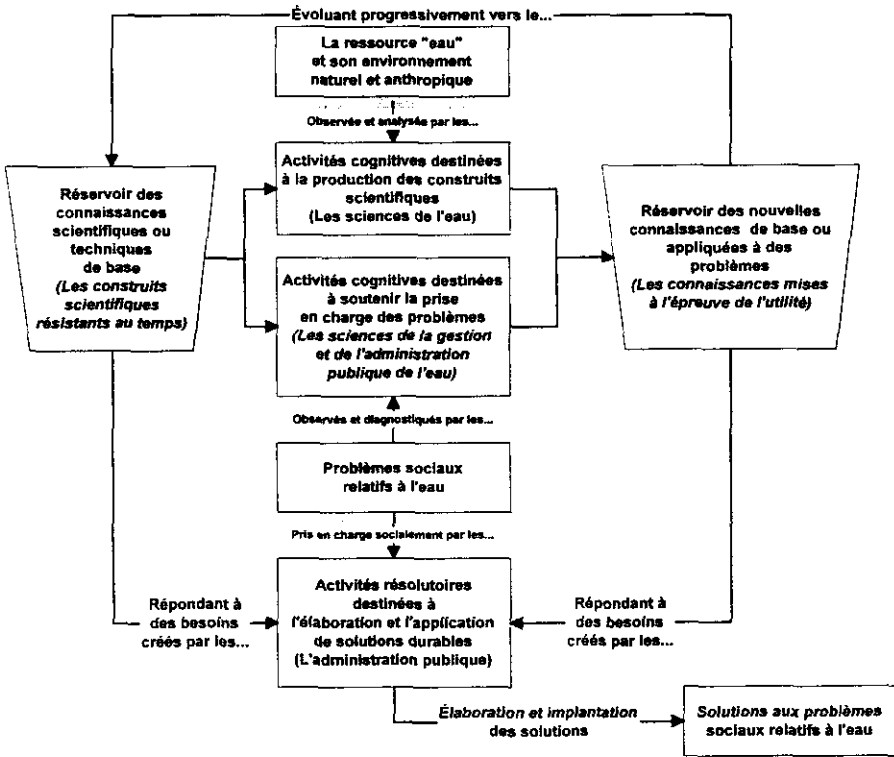 Évoluant progressivement vers le...
La ressource "eau"
et son environnement
naturel et anthropique
Observée et analysée par les...
Activités cognitives destinées
à la production des construits
scientifiques
(Les sciences de l'eau)
Réservoir des
connaissances
scientifiques ou
techniques
de base
(Les construits
scientifiques
résistants au temps)
Activités cognitives destinées
à soutenir la prise
en charge des problèmes
(Les sciences de la gestion
et de l'administration
publique de l'eau)
Réservoir des nouvelles
connaissances de base ou
appliquées à des
problèmes
(Les connaissances mises
à l'épreuve de l'utilité)
Observés et diagnostiqués par les...
Problèmes sociaux
relatifs à l'eau
Pris en charge socialement par les...
Répondant à
des besoins
créés par les...
Activités résolutoires
destinées à
l'élaboration et l'application
de solutions durables
(L'administration publique)
Répondant à
des besoins
créés par les...
Élaboration et implantation
des solutions
Solutions aux problèmes
sociaux relatifs à l'eau